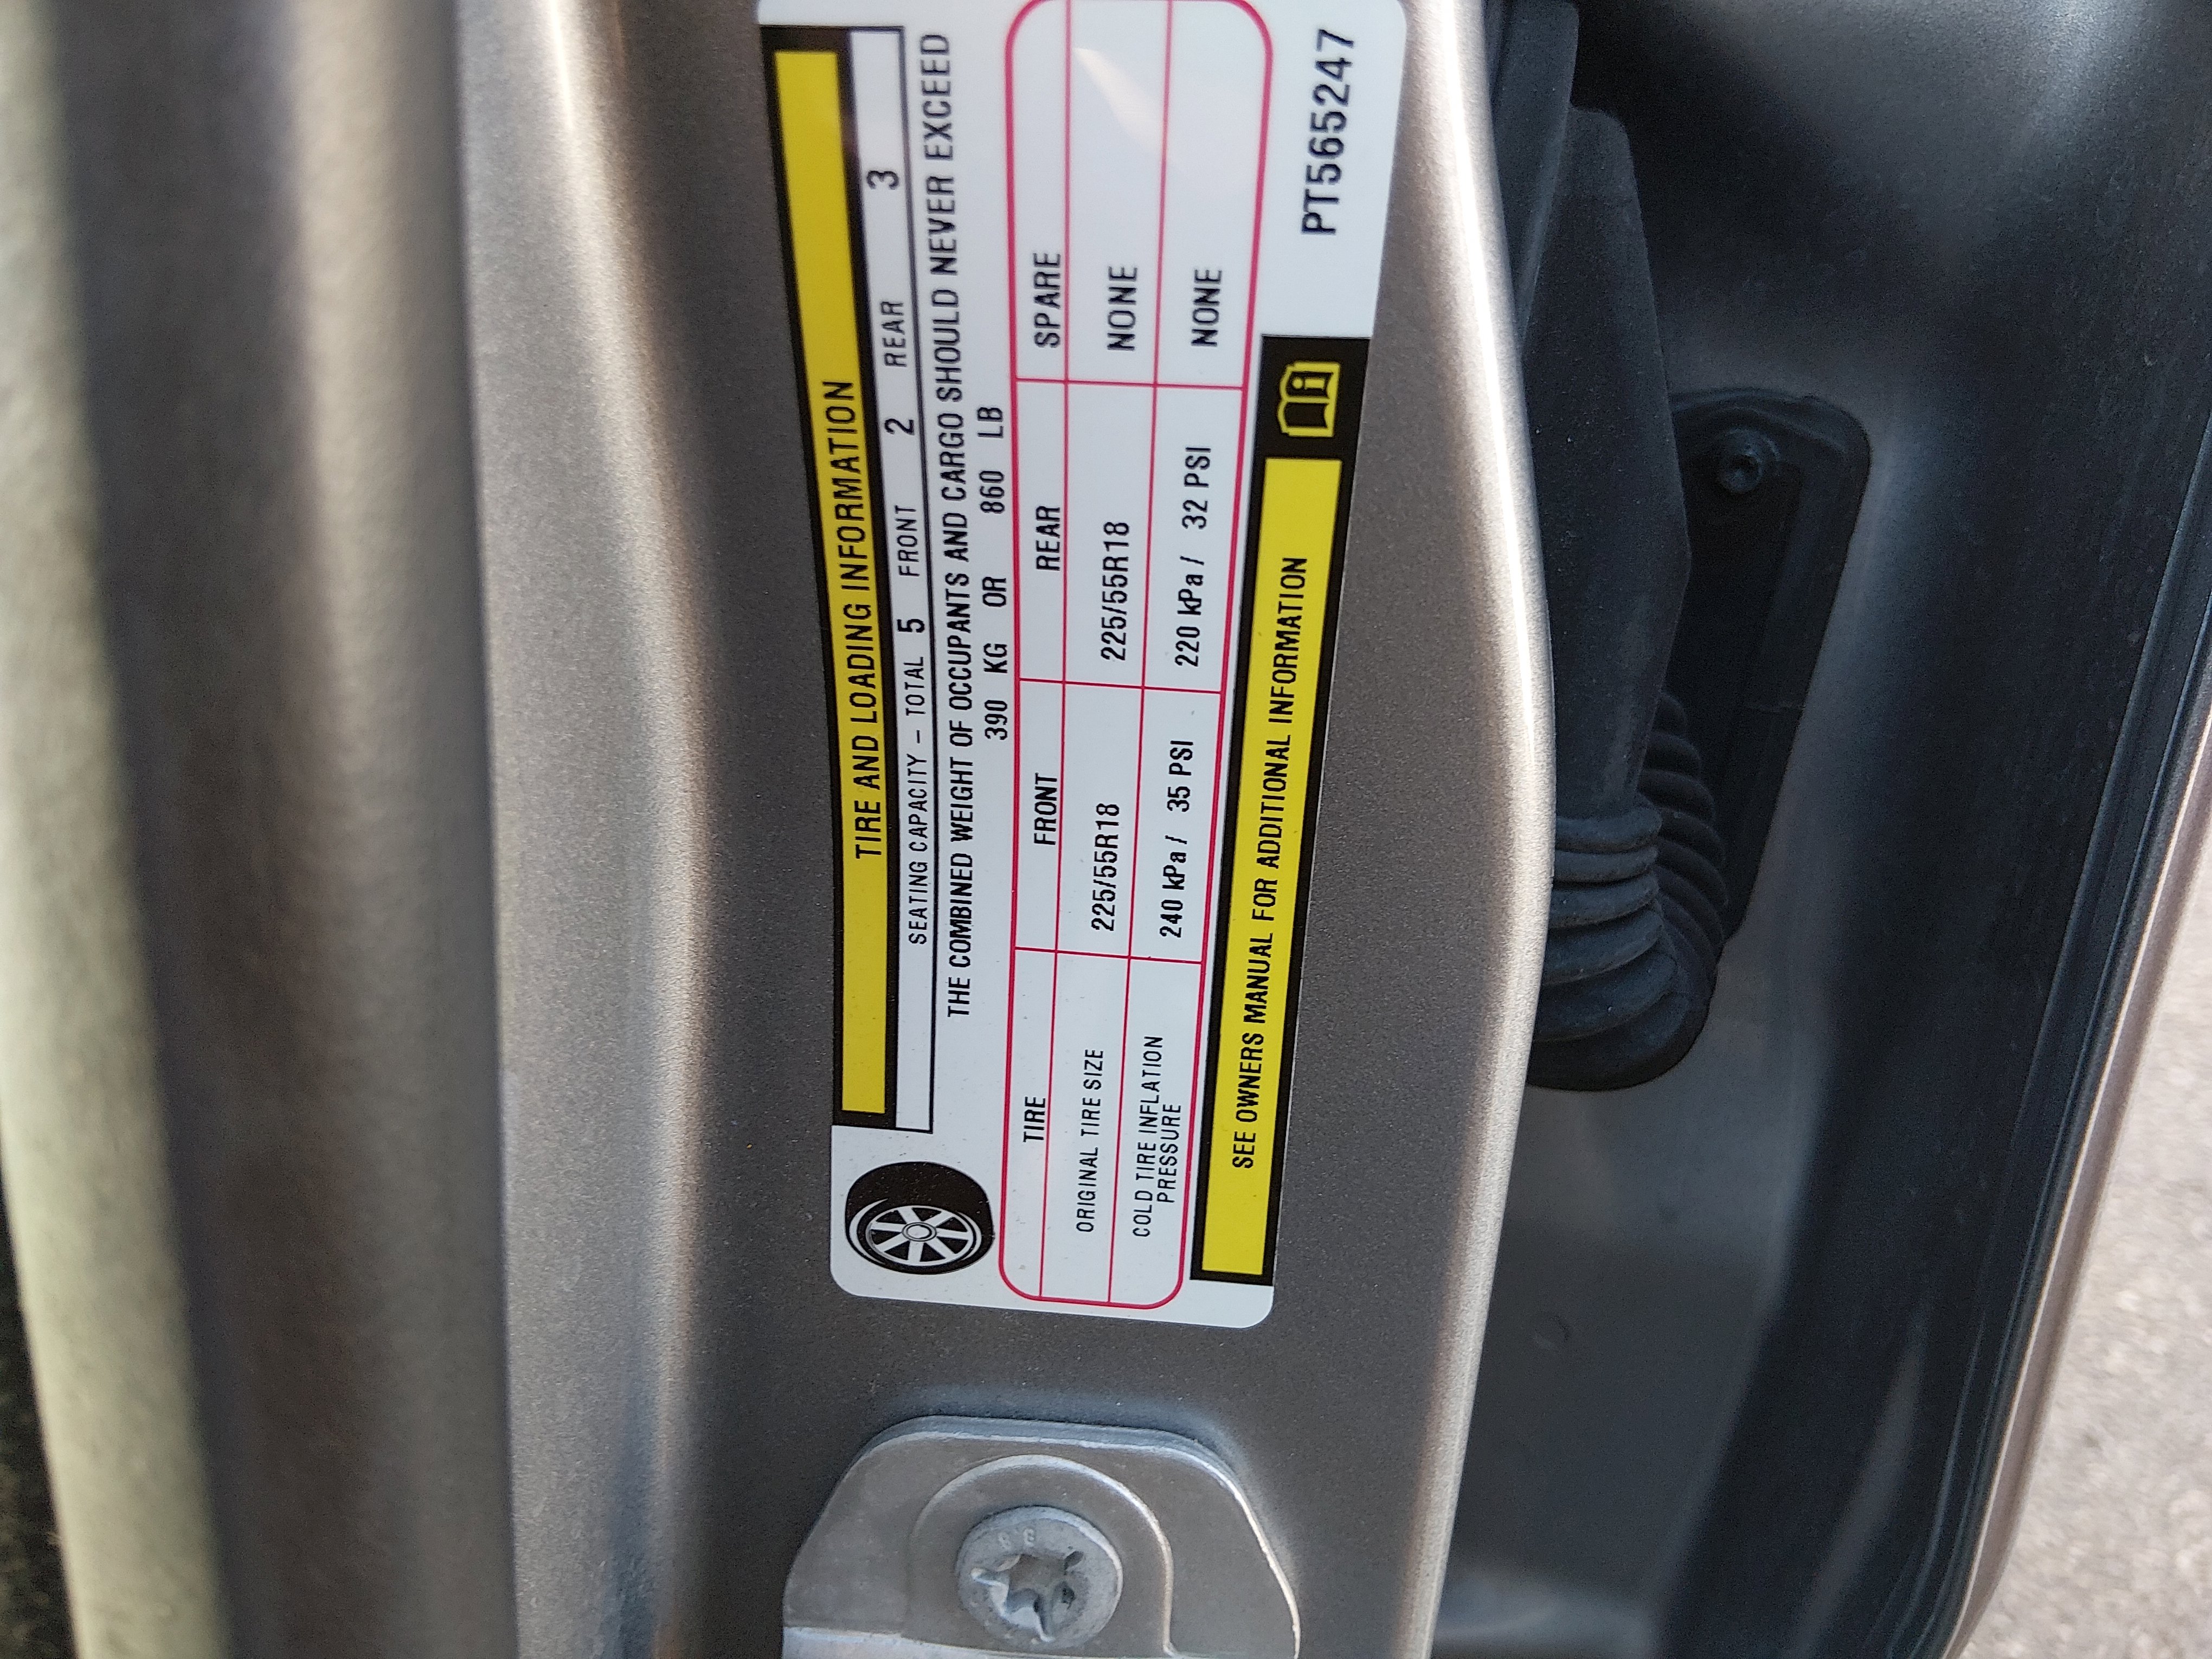 TIRE AND LOADING INFORMATION
SEATING CAPACITY – TOTAL 5 FRONT 2 REAR 3
THE COMBINED WEIGHT OF OCCUPANTS AND CARGO SHOULD NEVER EXCEED
390 KG OR 860 LB
TIRE FRONT REAR SPARE
ORIGINAL TIRE SIZE 225/55R18 225/55R18 NONE
COLD TIRE INFLATION
PRESSURE 240 kPa / 35 PSI 220 kPa / 32 PSI NONE
SEE OWNERS MANUAL FOR ADDITIONAL INFORMATION
PT565247